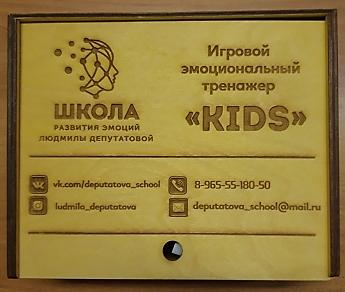 ШКОЛА
РАЗВИТИЯ ЭМОЦИЙ
ЛЮДМИЛЫ ДЕПУТАТОВОЙ
Игровой
эмоциональный
тренажер
«KIDS»
vk.com/deputatova_school
ludmila_deputatova
8-965-55-180-50
deputatova_school@mail.ru